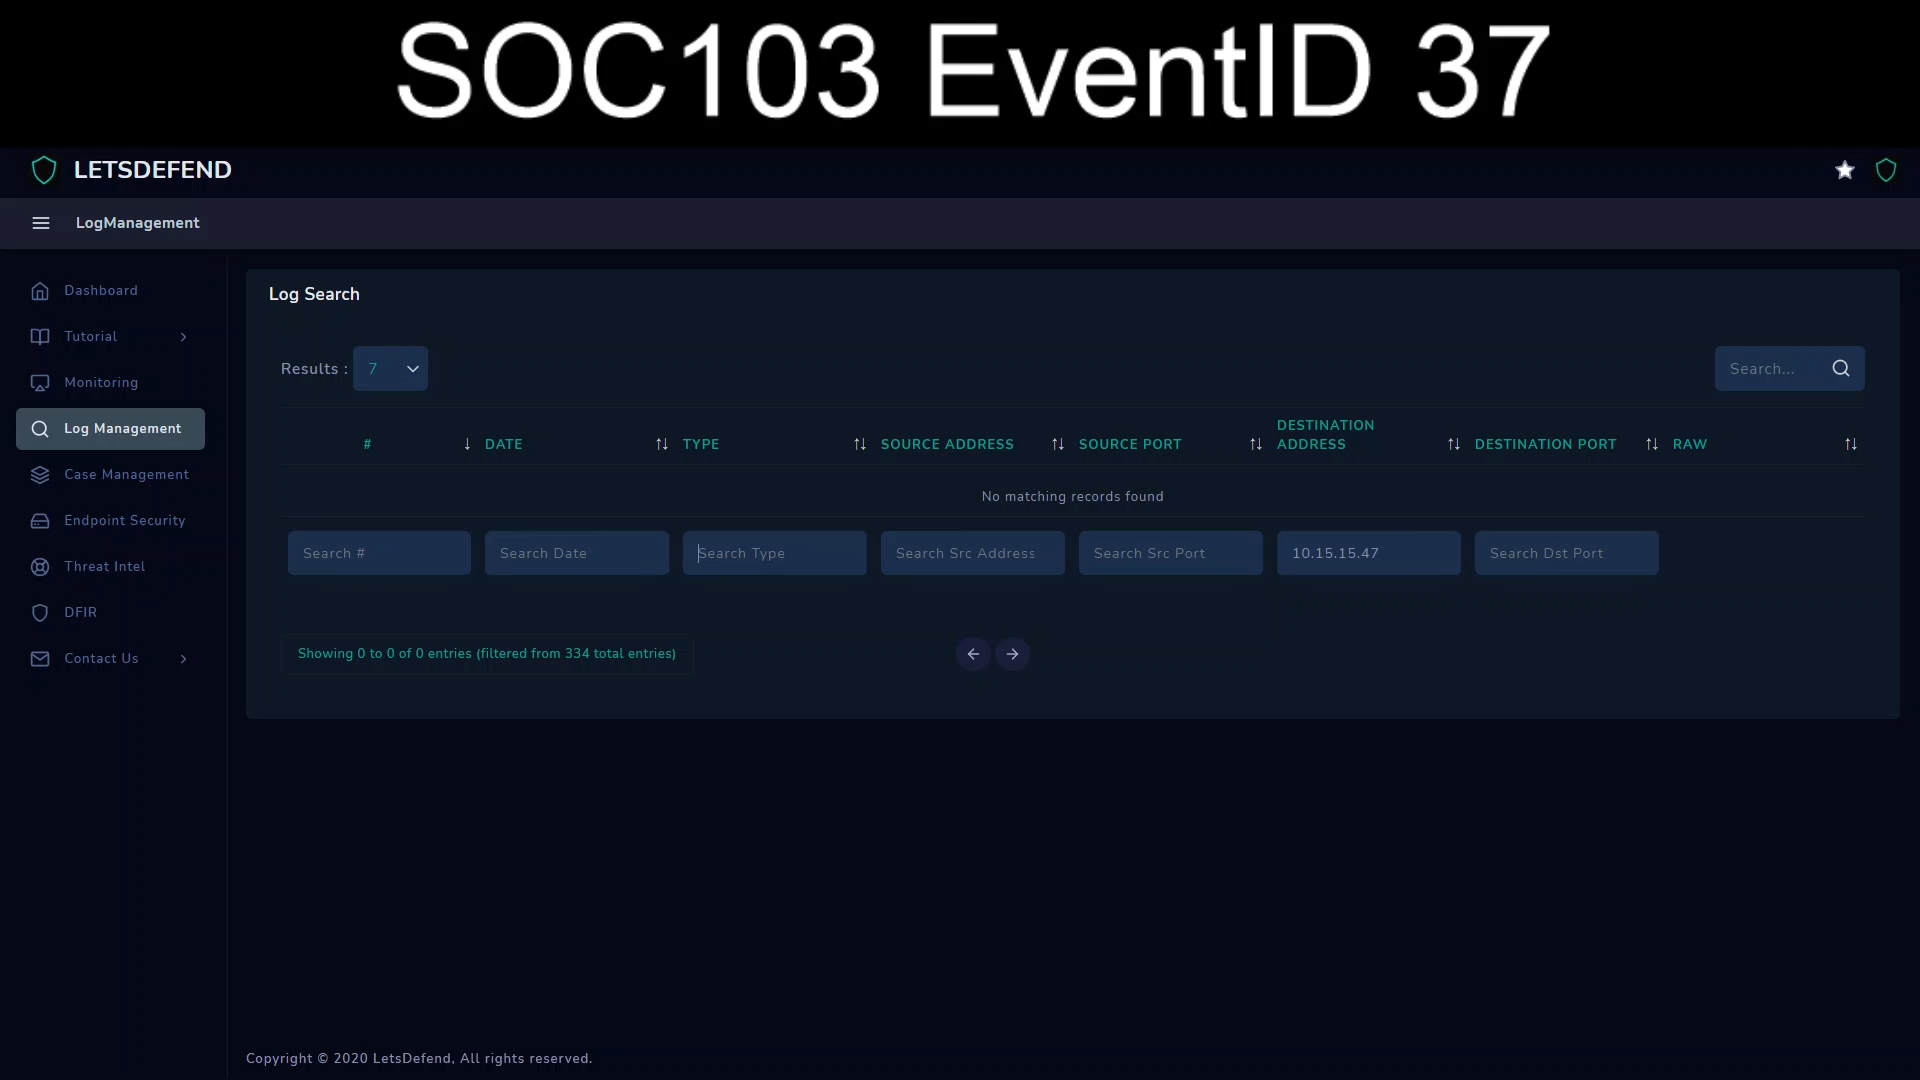 SOC103 EventID 37
LETSDEFEND
LogManagement
Dashboard
Tutorial
Monitoring
Log Management
Case Management
Endpoint Security
Threat Intel
DFIR
Contact Us
Log Search
Results : 7
Search...
# DATE TYPE SOURCE ADDRESS SOURCE PORT DESTINATION ADDRESS DESTINATION PORT RAW
No matching records found
Search # Search Date Search Type Search Src Address Search Src Port 10.15.15.47 Search Dst Port
Showing 0 to 0 of 0 entries (filtered from 334 total entries)
Copyright © 2020 LetsDefend, All rights reserved.